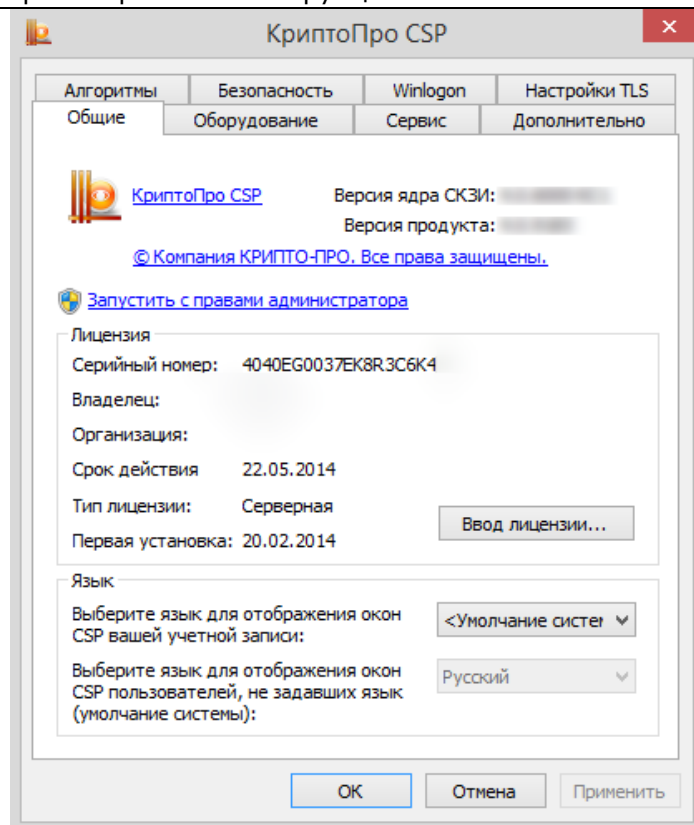 КриптоПро CSP
Алгоритмы Безопасность Winlogon Настройки TLS
Общие Оборудование Сервис Дополнительно
КриптоПро CSP Версия ядра СКЗИ:
Версия продукта:
© Компания КРИПТО-ПРО. Все права защищены.
Запустить с правами администратора
Лицензия
Серийный номер: 4040EG0037EK8R3C6K4
Владелец:
Организация:
Срок действия 22.05.2014
Тип лицензии: Серверная
Ввод лицензии...
Первая установка: 20.02.2014
Язык
Выберите язык для отображения окон
CSP вашей учетной записи:
<Умолчание систе
Выберите язык для отображения окон
CSP пользователей, не задавших язык
(умолчание системы):
Русский
ОК Отмена Применить